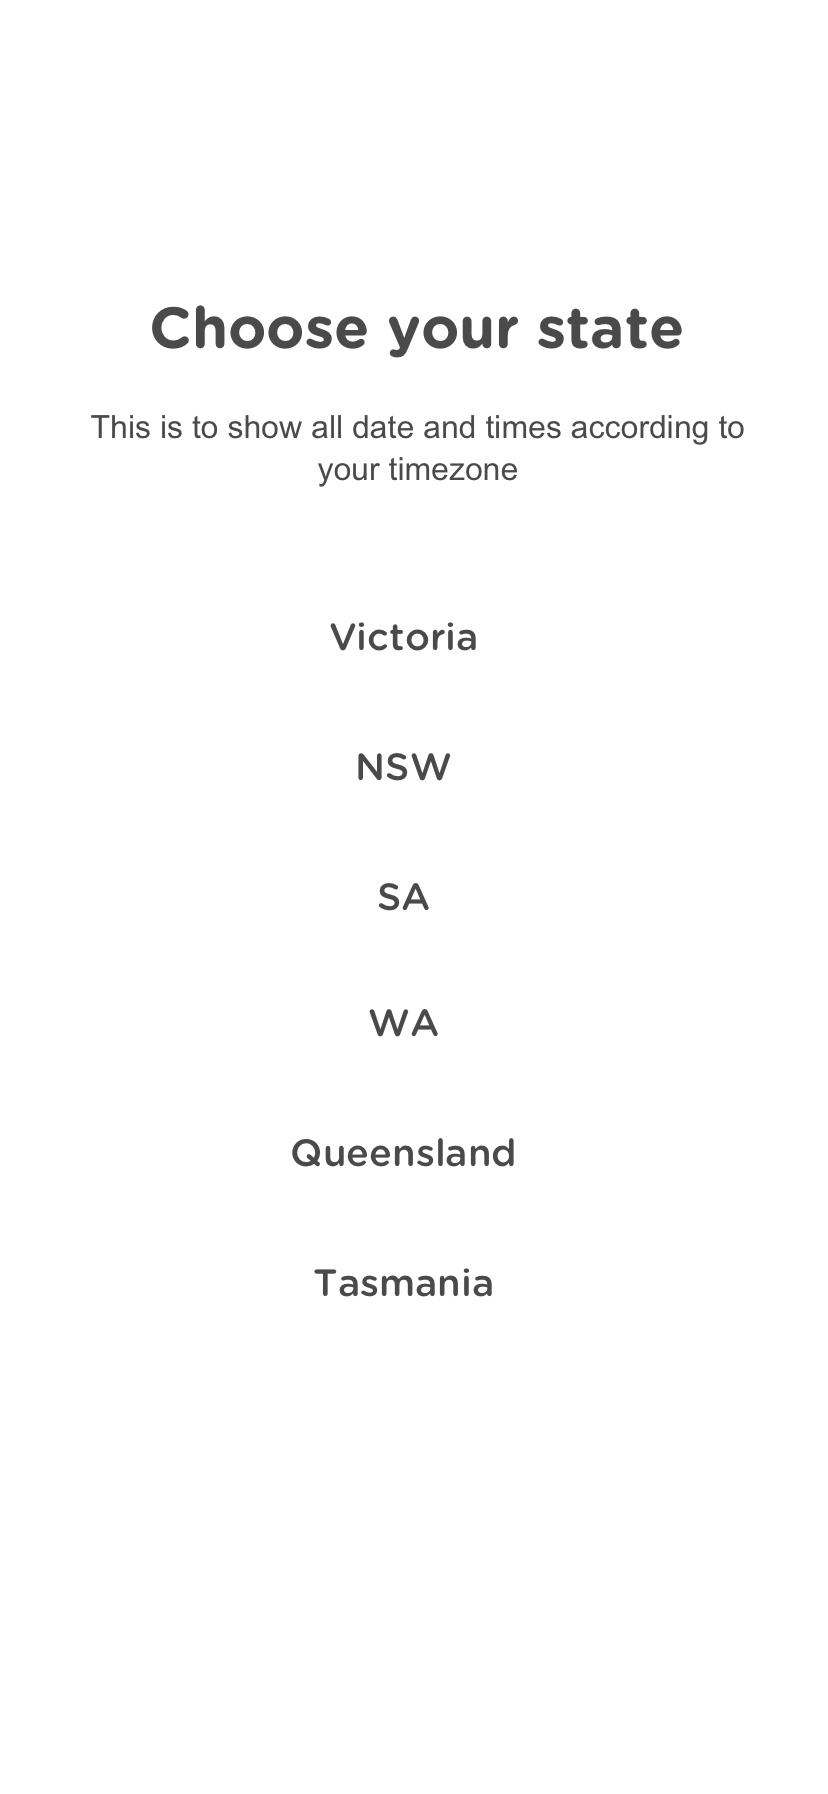 Choose your state
This is to show all date and times according to
your timezone
Victoria
NSW
SA
WA
Queensland
Tasmania